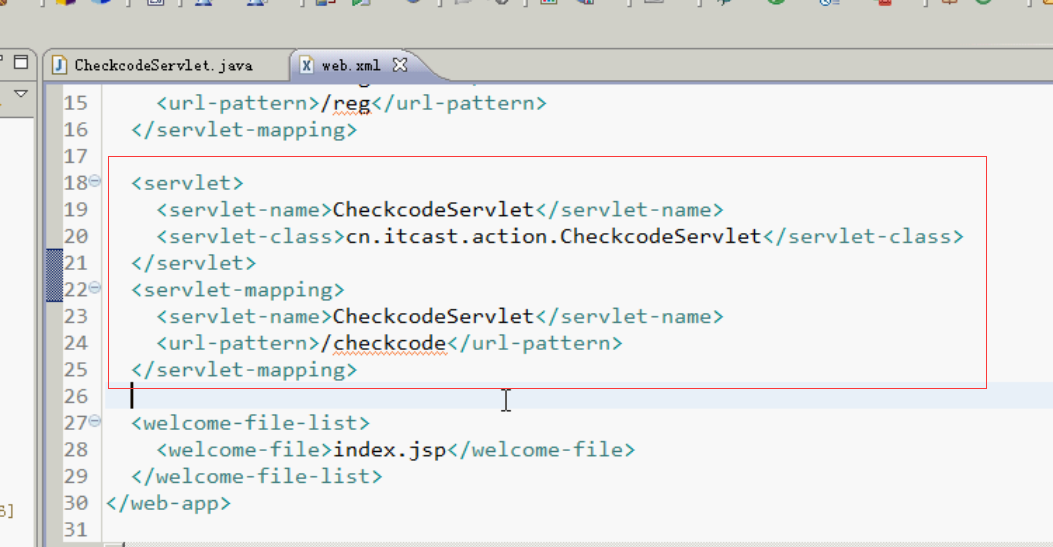 CheckcodeServlet.java web.xml
15 <url-pattern>/reg</url-pattern>
16 </servlet-mapping>
17
18 <servlet>
19 <servlet-name>CheckcodeServlet</servlet-name>
20 <servlet-class>cn.itcast.action.CheckcodeServlet</servlet-class>
21 </servlet>
22 <servlet-mapping>
23 <servlet-name>CheckcodeServlet</servlet-name>
24 <url-pattern>/checkcode</url-pattern>
25 </servlet-mapping>
26
27 <welcome-file-list>
28 <welcome-file>index.jsp</welcome-file>
29 </welcome-file-list>
30 </web-app>
31